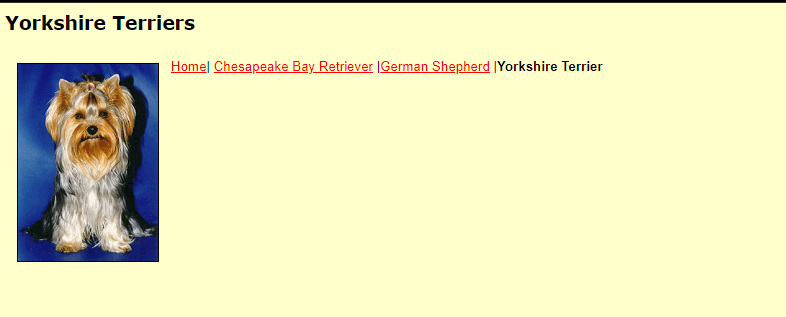 Yorkshire Terriers
Home| Chesapeake Bay Retriever |German Shepherd |Yorkshire Terrier